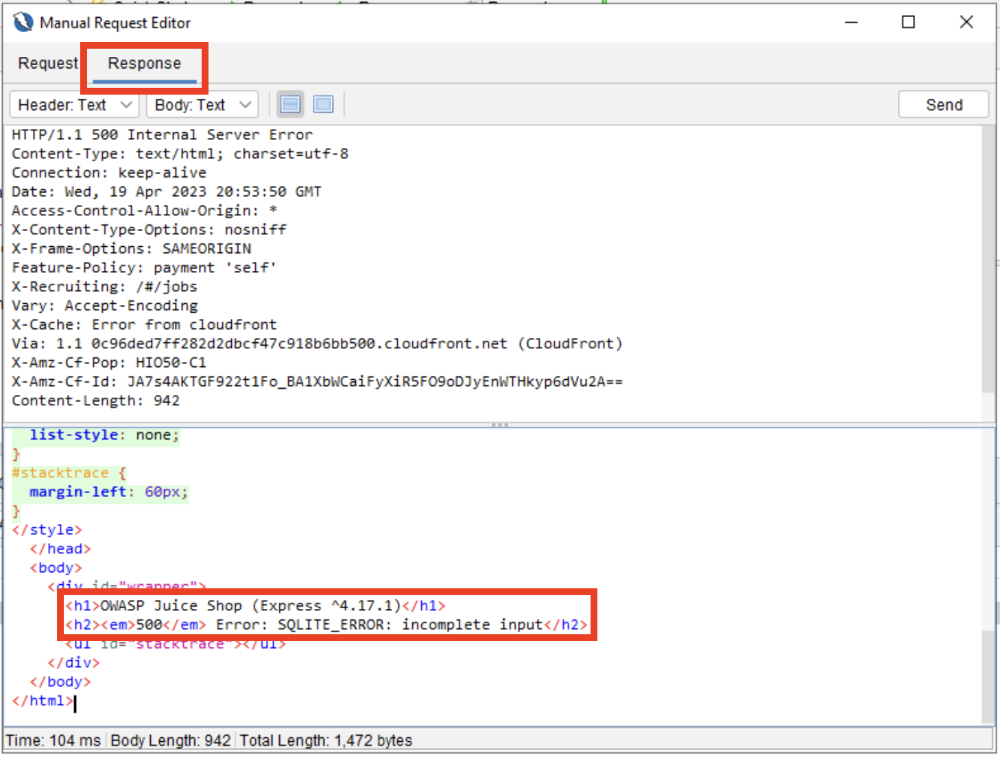 Manual Request Editor
Request Response
Header: Text Body: Text Send
HTTP/1.1 500 Internal Server Error
Content-Type: text/html; charset=utf-8
Connection: keep-alive
Date: Wed, 19 Apr 2023 20:53:50 GMT
Access-Control-Allow-Origin: *
X-Content-Type-Options: nosniff
X-Frame-Options: SAMEORIGIN
Feature-Policy: payment 'self'
X-Recruiting: /#/jobs
Vary: Accept-Encoding
X-Cache: Error from cloudfront
Via: 1.1 0c96ded7ff282d2dbcf47c918b6bb500.cloudfront.net (CloudFront)
X-Amz-Cf-Pop: HIO50-C1
X-Amz-Cf-Id: JA7s4AKTGF922t1Fo_BA1XbWCaiFyXiR5FO9oDJyEnWTHkyp6dVu2A==
Content-Length: 942
list-style: none;
}
#stacktrace {
margin-left: 60px;
}
</style>
</head>
<body>
<div id="wrapper">
<h1>OWASP Juice Shop (Express ^4.17.1)</h1>
<h2><em>500</em> Error: SQLITE_ERROR: incomplete input</h2>
<ul id="stacktrace"></ul>
</div>
</body>
</html>
Time: 104 ms Body Length: 942 Total Length: 1,472 bytes